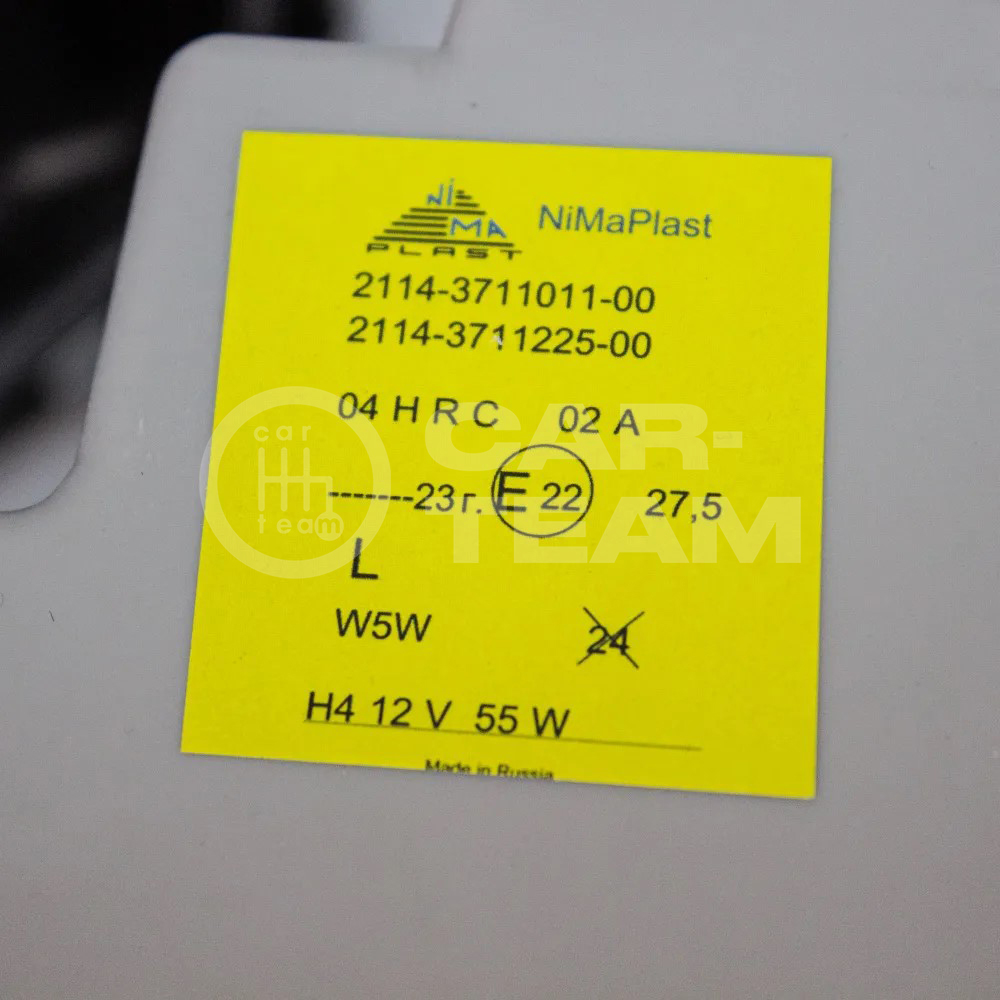 Ni
MA
PLAST
NiMaPlast
2114-3711011-00
2114-3711225-00
04 H R C 02 A
-------23г. E 22 27,5
L
W5W 24
H4 12 V 55 W
Made in Russia
car
team
CAR-
TEAM